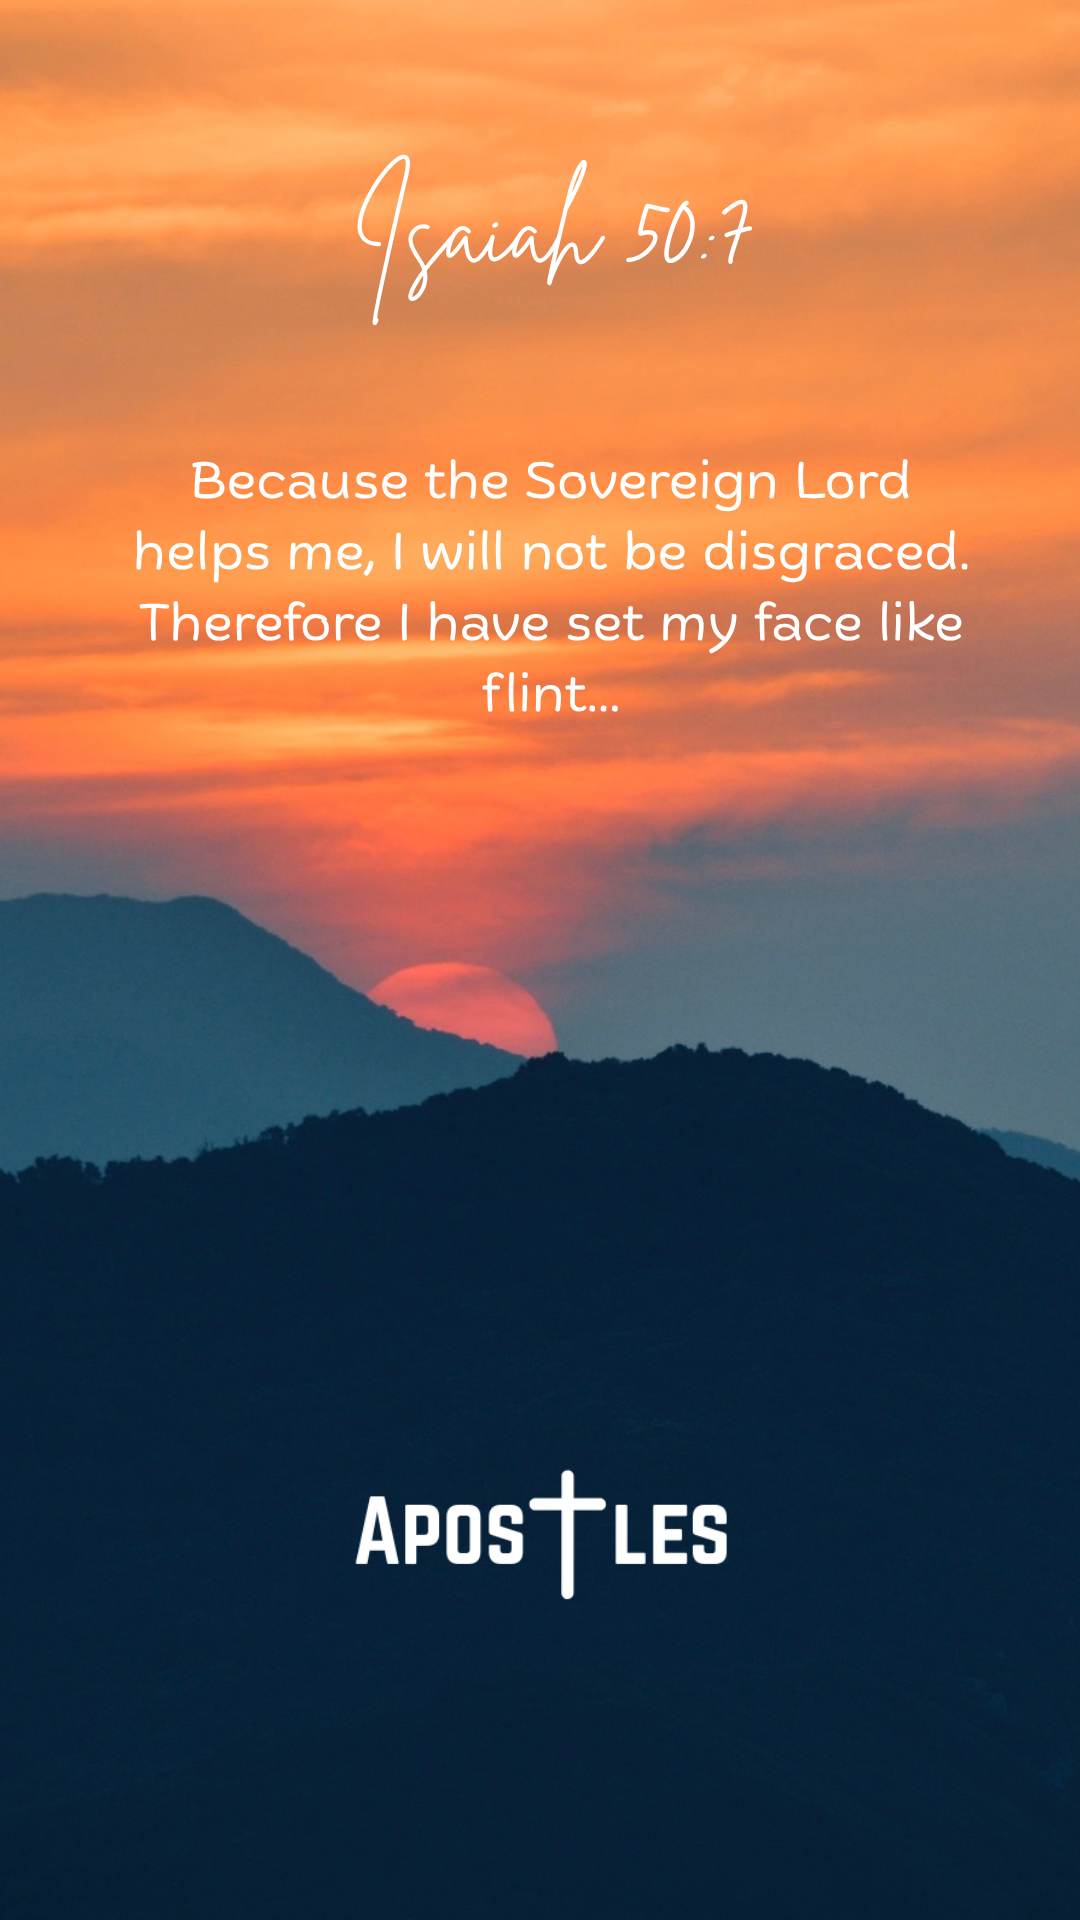 Isaiah 50:7
Because the Sovereign Lord
helps me, I will not be disgraced.
Therefore I have set my face like
flint...
APOSTLES